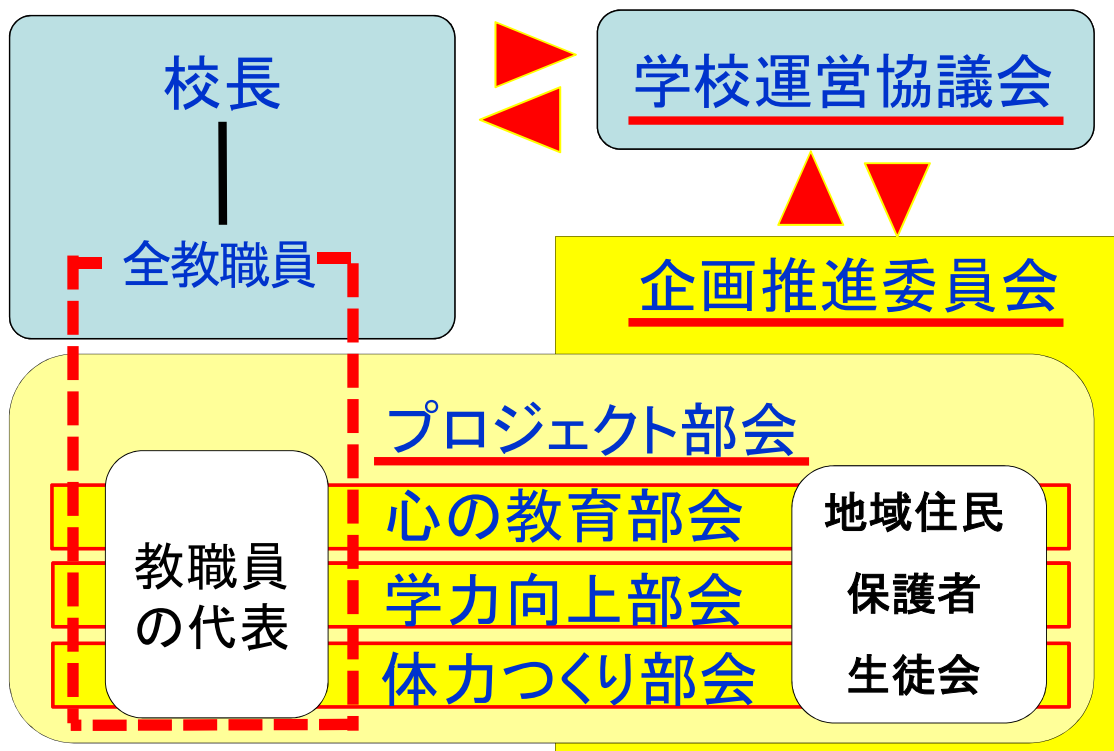 校長
全教職員
学校運営協議会
企画推進委員会
プロジェクト部会
心の教育部会
学力向上部会
体力つくり部会
教職員
の代表
地域住民
保護者
生徒会